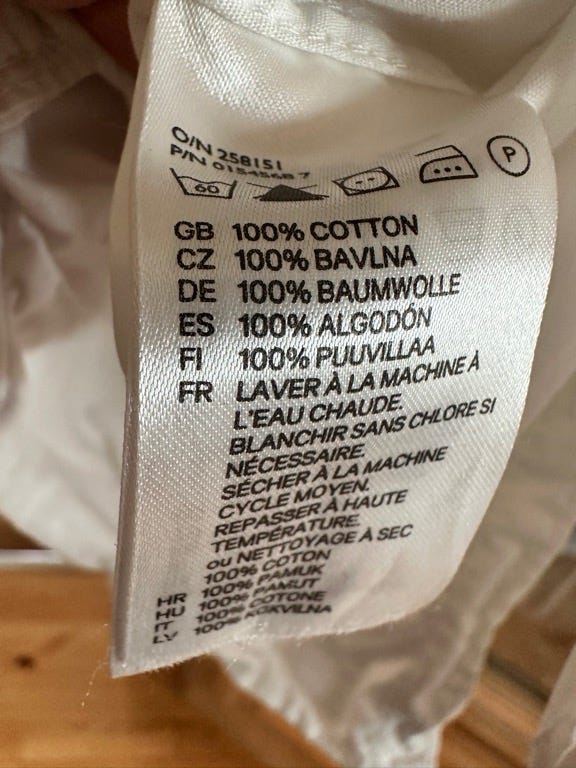 O/N 258151
P/N 0154568 7
60
P
GB 100% COTTON
CZ 100% BAVLNA
DE 100% BAUMWOLLE
ES 100% ALGODÓN
FI 100% PUUVILLAA
FR LAVER À LA MACHINE À
L'EAU CHAUDE.
BLANCHIR SANS CHLORE SI
NÉCESSAIRE.
SÉCHER À LA MACHINE
CYCLE MOYEN.
REPASSER À HAUTE
TEMPÉRATURE.
ou NETTOYAGE À SEC
100% COTON
HR 100% PAMUK
HU 100% PAMUT
IT 100% COTONE
LV 100% KOKVILNA